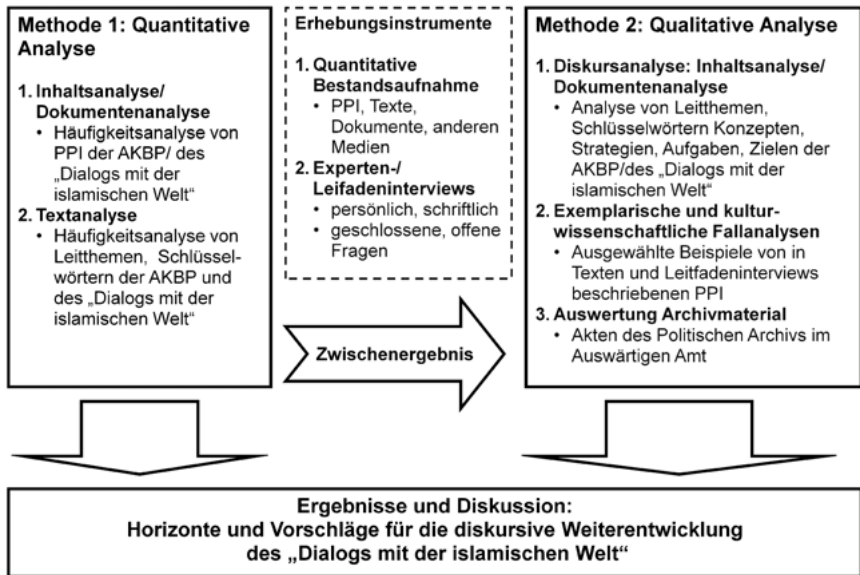 Methode 1: Quantitative
Analyse
1. Inhaltsanalyse/
Dokumentenanalyse
• Häufigkeitsanalyse von
PPI der AKBP/ des
„Dialogs mit der
islamischen Welt“
2. Textanalyse
• Häufigkeitsanalyse von
Leitthemen, Schlüssel-
wörtern der AKBP und
des „Dialogs mit der
islamischen Welt“
Erhebungsinstrumente
1. Quantitative
Bestandsaufnahme
• PPI, Texte,
Dokumente, anderen
Medien
2. Experten-/
Leifadeninterviews
• persönlich, schriftlich
• geschlossene, offene
Fragen
Zwischenergebnis
Methode 2: Qualitative Analyse
1. Diskursanalyse: Inhaltsanalyse/
Dokumentenanalyse
• Analyse von Leitthemen,
Schlüsselwörtern Konzepten,
Strategien, Aufgaben, Zielen der
AKBP/des „Dialogs mit der
islamischen Welt“
2. Exemplarische und kultur-
wissenschaftliche Fallanalysen
• Ausgewählte Beispiele von in
Texten und Leitfadeninterviews
beschriebenen PPI
3. Auswertung Archivmaterial
• Akten des Politischen Archivs im
Auswärtigen Amt
Ergebnisse und Diskussion:
Horizonte und Vorschläge für die diskursive Weiterentwicklung
des „Dialogs mit der islamischen Welt“